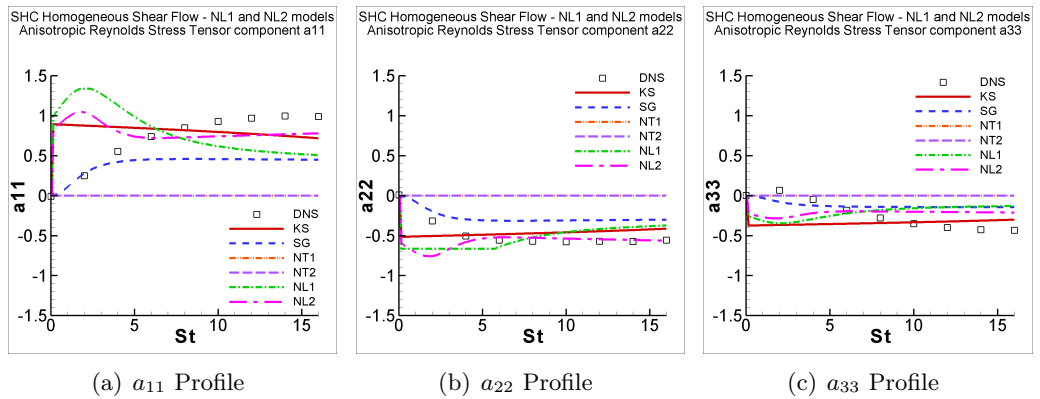 SHC Homogeneous Shear Flow - NL1 and NL2 models
Anisotropic Reynolds Stress Tensor component a11
1.5
1
0.5
0
-0.5
-1
-1.5
a11
0
5
10
15
St
DNS
KS
SG
NT1
NT2
NL1
NL2
(a) a11 Profile
SHC Homogeneous Shear Flow - NL1 and NL2 models
Anisotropic Reynolds Stress Tensor component a22
1.5
1
0.5
0
-0.5
-1
-1.5
a22
0
5
10
15
St
DNS
KS
SG
NT1
NT2
NL1
NL2
(b) a22 Profile
SHC Homogeneous Shear Flow - NL1 and NL2 models
Anisotropic Reynolds Stress Tensor component a33
1.5
1
0.5
0
-0.5
-1
-1.5
a33
0
5
10
15
St
DNS
KS
SG
NT1
NT2
NL1
NL2
(c) a33 Profile